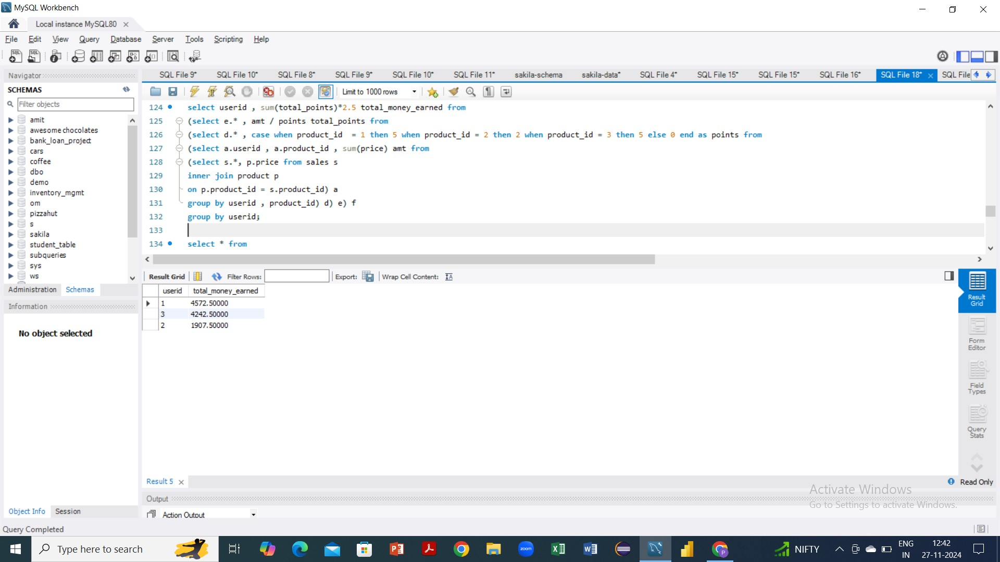 MySQL Workbench
Local instance MySQL80
File Edit View Query Database Server Tools Scripting Help
Navigator
SQL File 9* SQL File 10* SQL File 8* SQL File 9* SQL File 10* SQL File 11* sakila-schema sakila-data* SQL File 4* SQL File 15* SQL File 15* SQL File 16* SQL File 18* SQL File
SCHEMAS
Limit to 1000 rows
Filter objects
amit
awesome chocolates
bank_loan_project
cars
coffee
dbo
demo
inventory_mgmt
om
pizzahut
s
sakila
student_table
subqueries
sys
ws
Administration Schemas
Information
No object selected
Object Info Session
124 select userid , sum(total_points)*2.5 total_money_earned from
125 (select e.* , amt / points total_points from
126 (select d.* , case when product_id  = 1 then 5 when product_id = 2 then 2 when product_id = 3 then 5 else 0 end as points from
127 (select a.userid , a.product_id , sum(price) amt from
128 (select s.*, p.price from sales s
129 inner join product p
130 on p.product_id = s.product_id) a
131 group by userid , product_id) d) e) f
132 group by userid;
133
134 select * from
Result Grid Filter Rows: Export: Wrap Cell Content:
userid total_money_earned
1 4572.50000
3 4242.50000
2 1907.50000
Result Grid
Form Editor
Field Types
Query Stats
Result 5
Read Only
Output
Action Output
Activate Windows
Go to Settings to activate Windows.
Query Completed
Type here to search
zoom
NIFTY
ENG
IN
12:42
27-11-2024